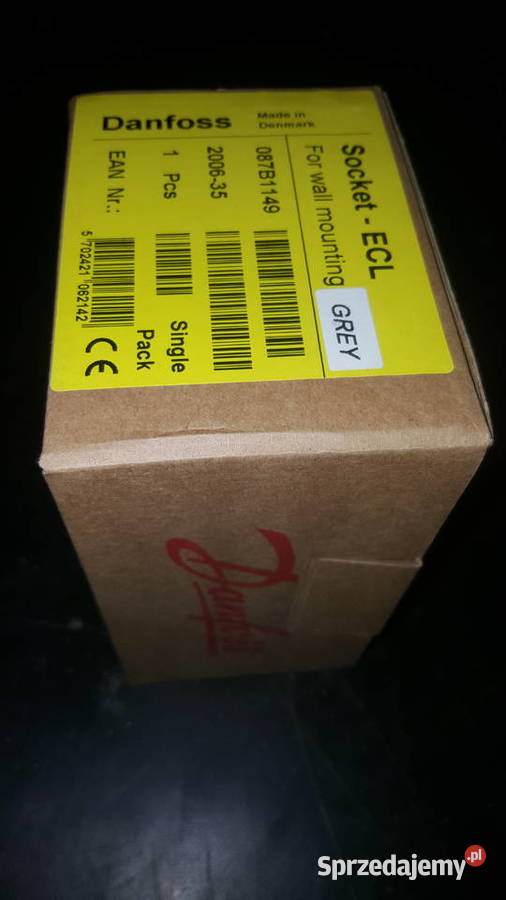 Danfoss
Made in
Denmark
Socket - ECL
For wall mounting
GREY
087B1149
2006-35
1 Pcs
Single
Pack
EAN Nr.:
5 702421 062142
CE
Danfoss
Sprzedajemy.pl